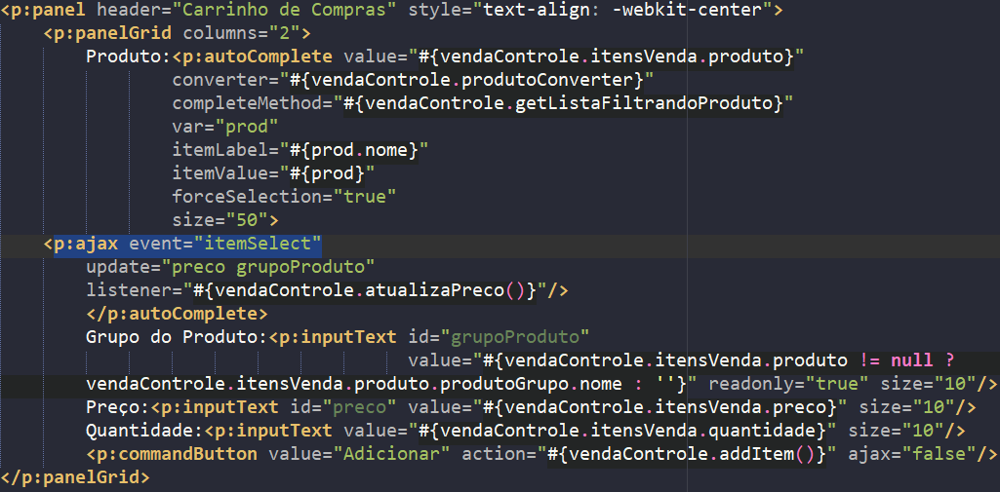 <p:panel header="Carrinho de Compras" style="text-align: -webkit-center">
<p:panelGrid columns="2">
Produto:<p:autoComplete value="#{vendaControle.itensVenda.produto}"
converter="#{vendaControle.produtoConverter}"
completeMethod="#{vendaControle.getListaFiltrandoProduto}"
var="prod"
itemLabel="#{prod.nome}"
itemValue="#{prod}"
forceSelection="true"
size="50">
<p:ajax event="itemSelect"
update="preco grupoProduto"
listener="#{vendaControle.atualizaPreco()}"/>
</p:autoComplete>
Grupo do Produto:<p:inputText id="grupoProduto"
value="#{vendaControle.itensVenda.produto != null ?
vendaControle.itensVenda.produto.produtoGrupo.nome : ''}" readonly="true" size="10"/>
Preço:<p:inputText id="preco" value="#{vendaControle.itensVenda.preco}" size="10"/>
Quantidade:<p:inputText value="#{vendaControle.itensVenda.quantidade}" size="10"/>
<p:commandButton value="Adicionar" action="#{vendaControle.addItem()}" ajax="false"/>
</p:panelGrid>